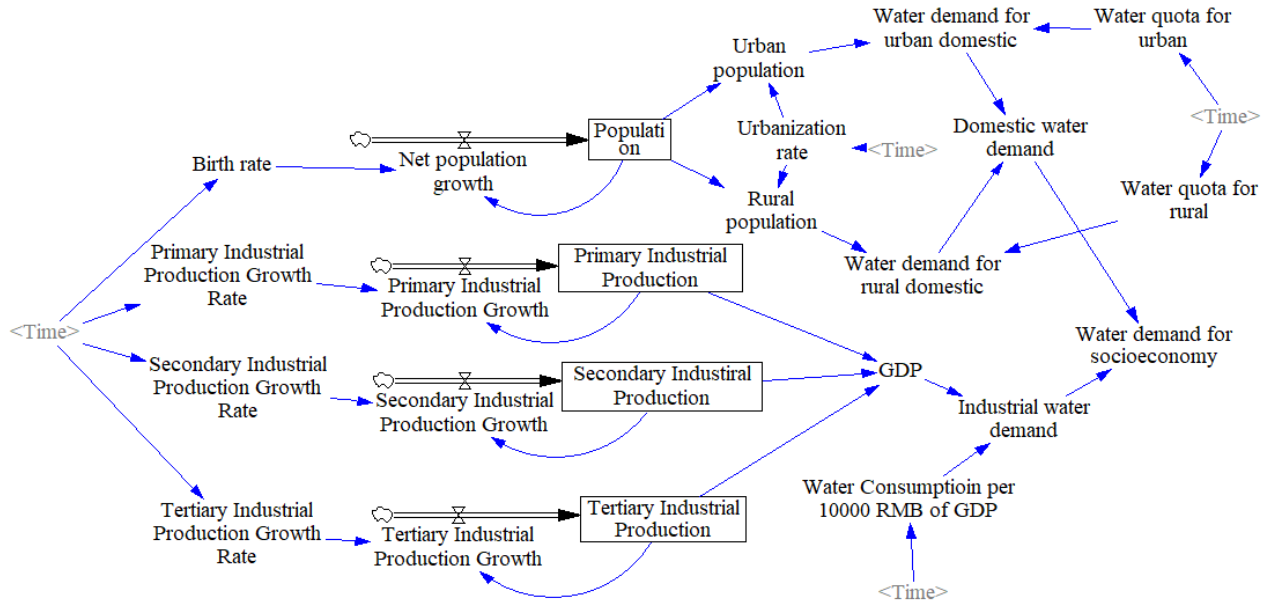 Water demand for
urban domestic
Water quota for
urban
Urban
population
<Time>
Populati
on
Urbanization
rate
<Time>
Domestic water
demand
Birth rate
Net population
growth
Rural
population
Water quota for
rural
Primary Industrial
Production Growth
Rate
Primary Industrial
Production Growth
Primary Industrial
Production
Water demand for
rural domestic
<Time>
Water demand for
socioeconomy
Secondary Industrial
Production Growth
Rate
Secondary Industrial
Production Growth
Secondary Industiral
Production
GDP
Industrial water
demand
Water Consumptioin per
10000 RMB of GDP
Tertiary Industrial
Production Growth
Rate
Tertiary Industrial
Production Growth
Tertiary Industrial
Production
<Time>